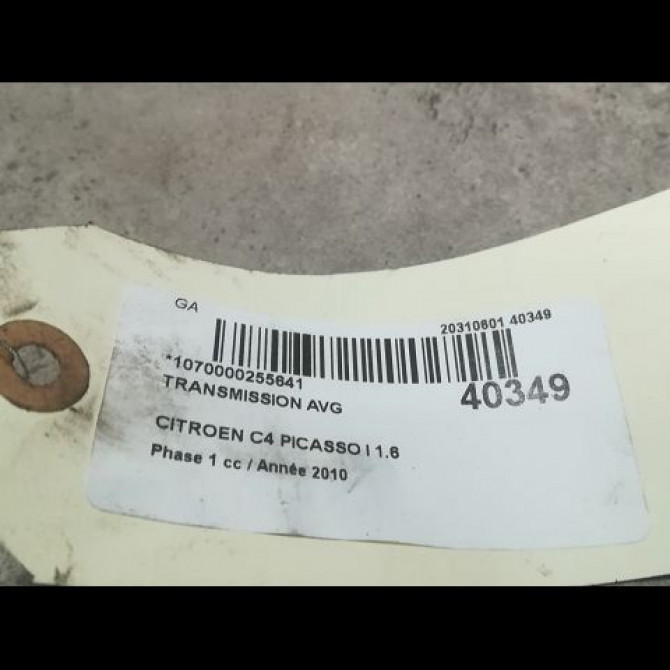 GA
20310601 40349
*1070000255641
40349
TRANSMISSION AVG
CITROEN C4 PICASSO I 1.6
Phase 1 cc / Année 2010